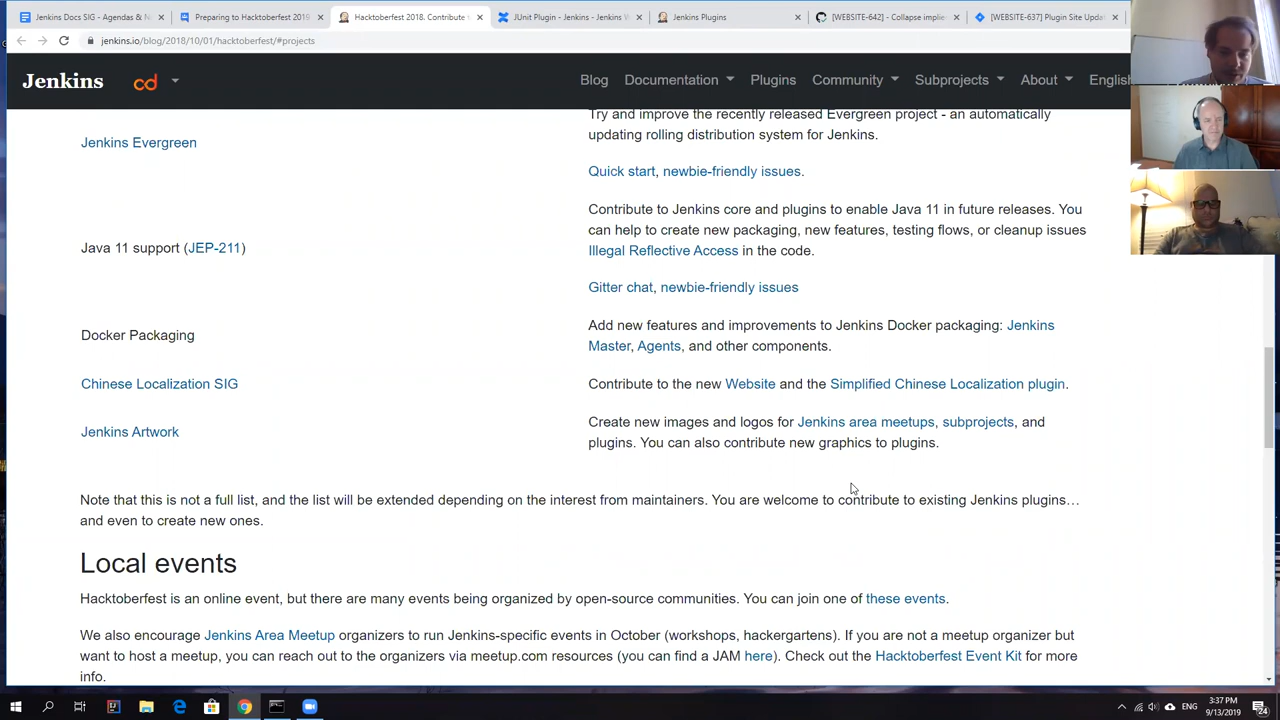 Jenkins Docs SIG - Agendas & N
Preparing to Hacktoberfest 2019
Hacktoberfest 2018. Contribute
JUnit Plugin - Jenkins - Jenkins W
Jenkins Plugins
[WEBSITE-642] - Collapse implie
[WEBSITE-637] Plugin Site Upda
jenkins.io/blog/2018/10/01/hacktoberfest/#projects
Jenkins cd Blog Documentation Plugins Community Subprojects About English
Try and improve the recently released Evergreen project - an automatically
updating rolling distribution system for Jenkins.
Jenkins Evergreen
Quick start, newbie-friendly issues.
Contribute to Jenkins core and plugins to enable Java 11 in future releases. You
can help to create new packaging, new features, testing flows, or cleanup issues
Illegal Reflective Access in the code.
Java 11 support (JEP-211)
Gitter chat, newbie-friendly issues
Docker Packaging
Add new features and improvements to Jenkins Docker packaging: Jenkins
Master, Agents, and other components.
Chinese Localization SIG
Contribute to the new Website and the Simplified Chinese Localization plugin.
Jenkins Artwork
Create new images and logos for Jenkins area meetups, subprojects, and
plugins. You can also contribute new graphics to plugins.
Note that this is not a full list, and the list will be extended depending on the interest from maintainers. You are welcome to contribute to existing Jenkins plugins…
and even to create new ones.
Local events
Hacktoberfest is an online event, but there are many events being organized by open-source communities. You can join one of these events.
We also encourage Jenkins Area Meetup organizers to run Jenkins-specific events in October (workshops, hackergartens). If you are not a meetup organizer but
want to host a meetup, you can reach out to the organizers via meetup.com resources (you can find a JAM here). Check out the Hacktoberfest Event Kit for more
info.
ENG
3:37 PM
9/13/2019
24